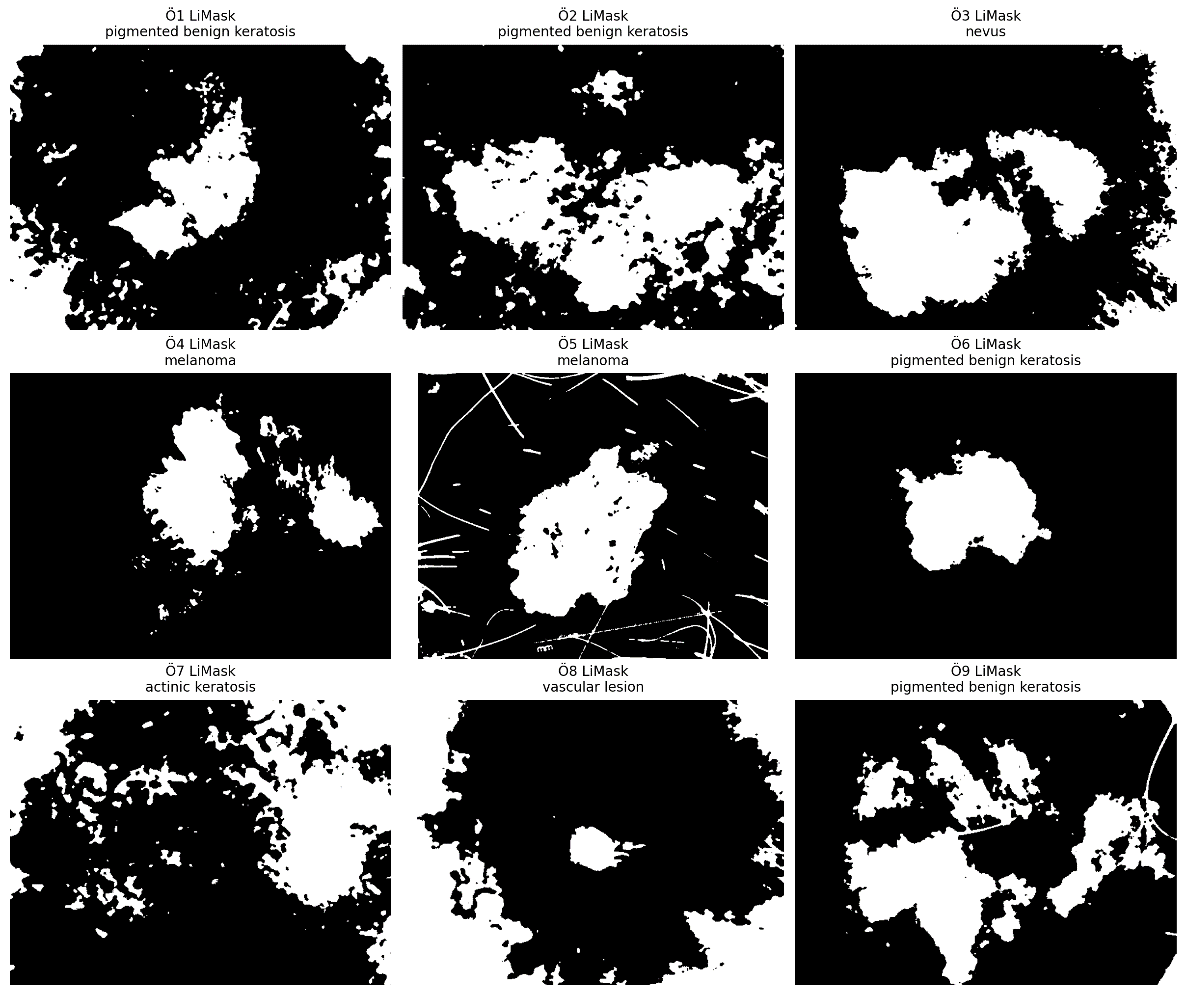 Ö1 LiMask
pigmented benign keratosis
Ö2 LiMask
pigmented benign keratosis
Ö3 LiMask
nevus
Ö4 LiMask
melanoma
Ö5 LiMask
melanoma
Ö6 LiMask
pigmented benign keratosis
Ö7 LiMask
actinic keratosis
Ö8 LiMask
vascular lesion
Ö9 LiMask
pigmented benign keratosis